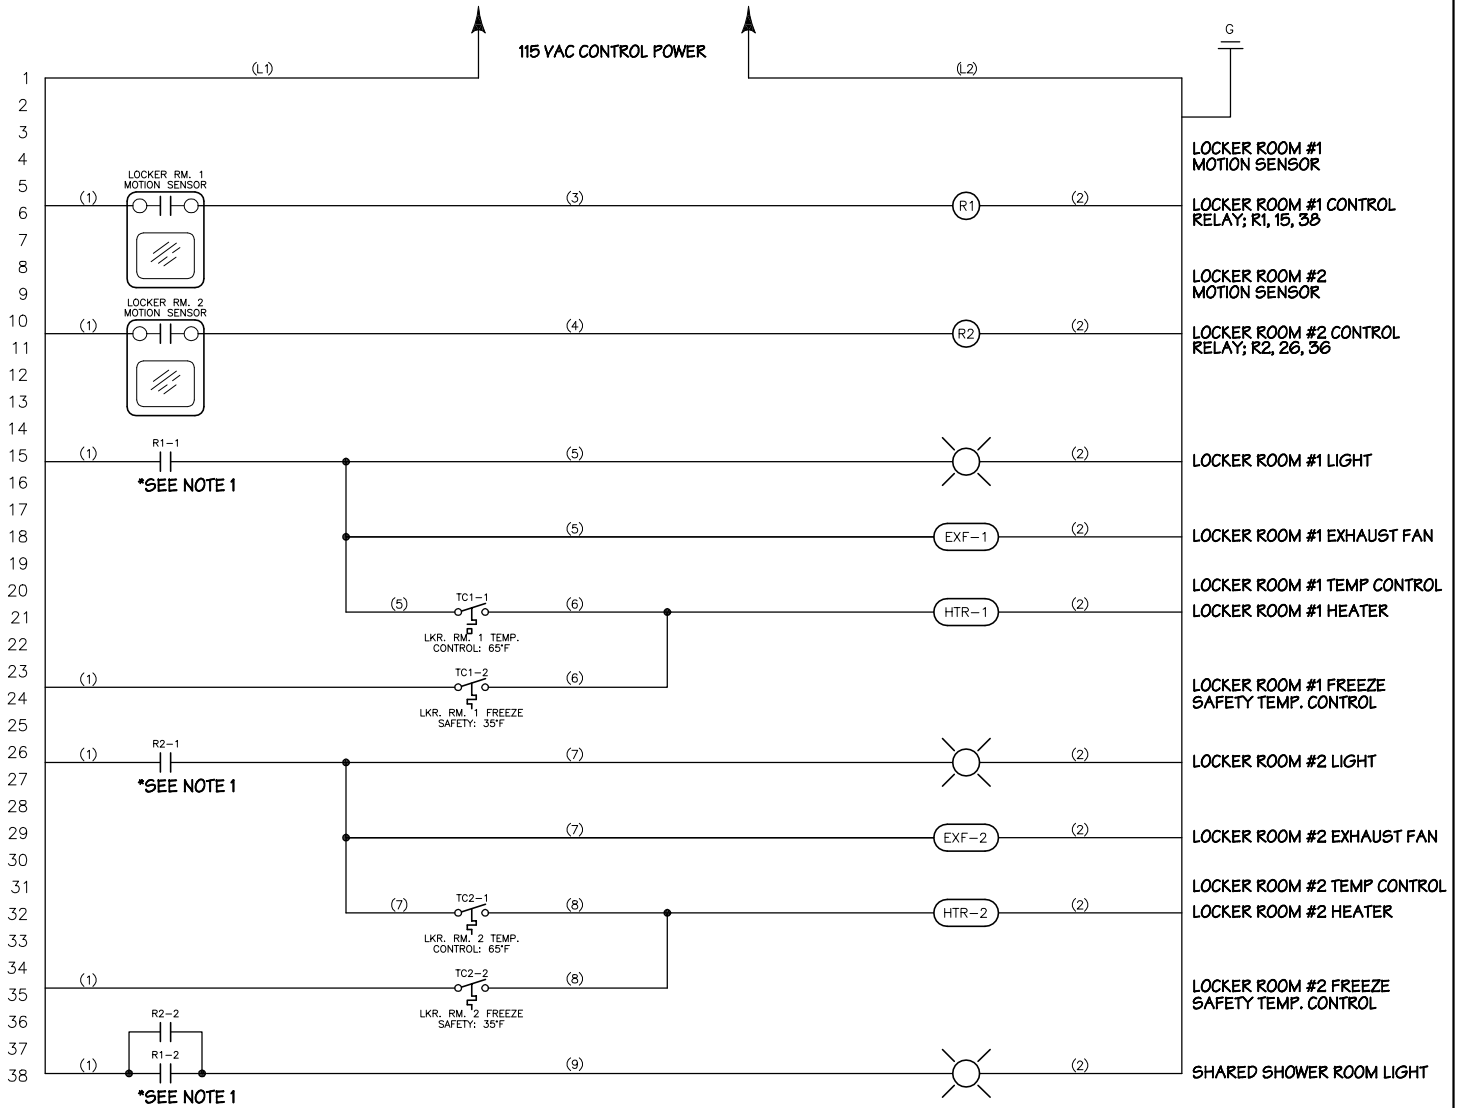 G
115 VAC CONTROL POWER
1 (L1) (L2)
2
3
4 LOCKER ROOM #1
MOTION SENSOR
LOCKER RM. 1
MOTION SENSOR
5
(1) (3) R1 (2) LOCKER ROOM #1 CONTROL
6 RELAY; R1, 15, 38
7
8
LOCKER ROOM #2
9 MOTION SENSOR
LOCKER RM. 2
MOTION SENSOR
10 (1) (4) R2 (2) LOCKER ROOM #2 CONTROL
11 RELAY; R2, 26, 36
12
13
14
R1-1
15 (1) (5) (2) LOCKER ROOM #1 LIGHT
16 *SEE NOTE 1
17
18 (5) EXF-1 (2) LOCKER ROOM #1 EXHAUST FAN
19
20 LOCKER ROOM #1 TEMP CONTROL
TC1-1
21 (5) (6) HTR-1 (2) LOCKER ROOM #1 HEATER
22 LKR. RM. 1 TEMP.
CONTROL: 65°F
23 TC1-2
(1) (6) LOCKER ROOM #1 FREEZE
24 SAFETY TEMP. CONTROL
LKR. RM. 1 FREEZE
SAFETY: 35°F
25
R2-1
26 (1) (7) (2) LOCKER ROOM #2 LIGHT
27 *SEE NOTE 1
28
29 (7) EXF-2 (2) LOCKER ROOM #2 EXHAUST FAN
30
31 LOCKER ROOM #2 TEMP CONTROL
TC2-1
32 (7) (8) HTR-2 (2) LOCKER ROOM #2 HEATER
33 LKR. RM. 2 TEMP.
CONTROL: 65°F
34 TC2-2
(1) (8) LOCKER ROOM #2 FREEZE
35 SAFETY TEMP. CONTROL
LKR. RM. 2 FREEZE
SAFETY: 35°F
36 R2-2
37 R1-2
38 (1) (9) (2) SHARED SHOWER ROOM LIGHT
*SEE NOTE 1